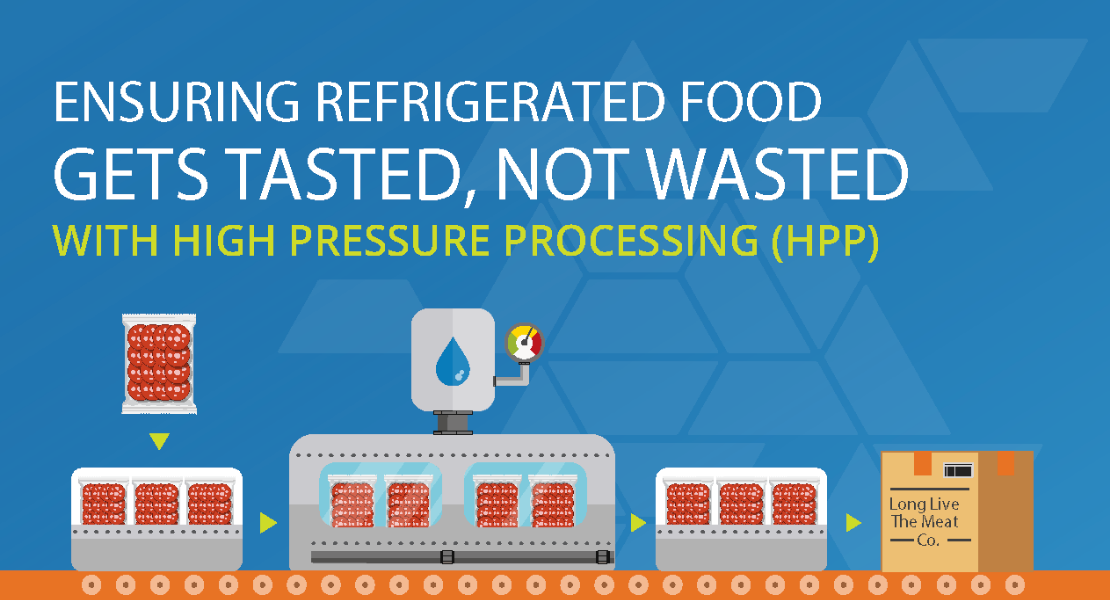 ENSURING REFRIGERATED FOOD
GETS TASTED, NOT WASTED
WITH HIGH PRESSURE PROCESSING (HPP)
Long Live
The Meat
Co.